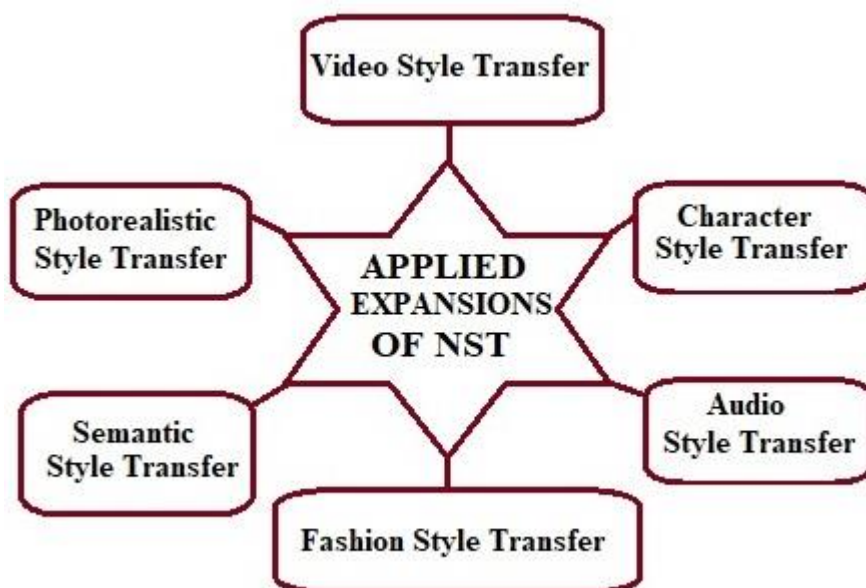 Video Style Transfer
Photorealistic
Style Transfer
Character
Style Transfer
APPLIED
EXPANSIONS
OF NST
Semantic
Style Transfer
Audio
Style Transfer
Fashion Style Transfer